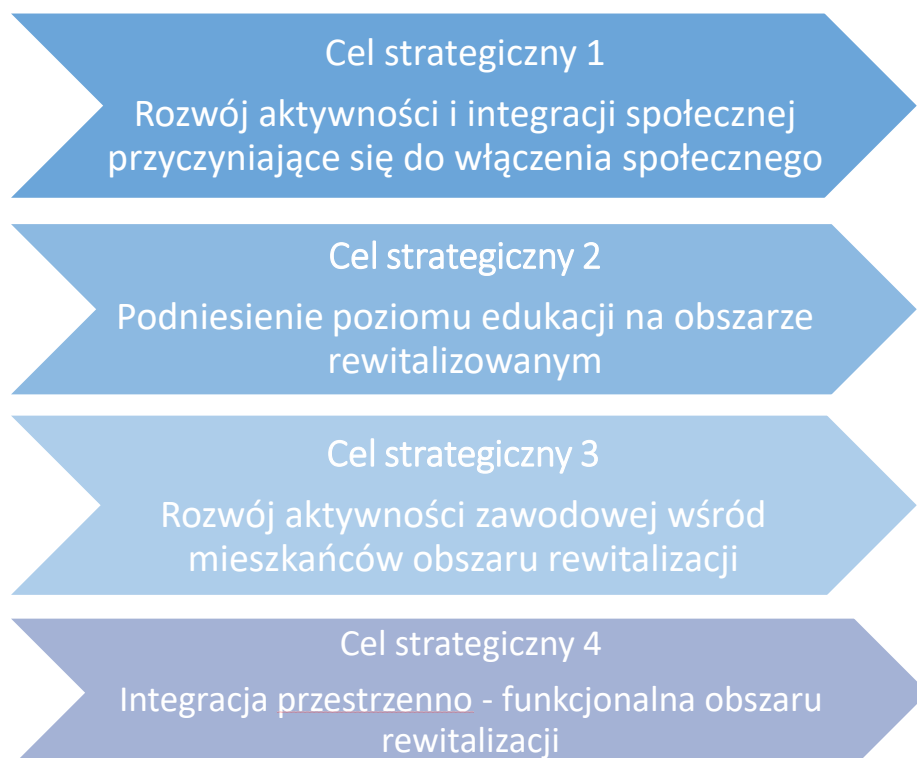 Cel strategiczny 1
Rozwój aktywności i integracji społecznej
przyczyniające się do włączenia społecznego
Cel strategiczny 2
Podniesienie poziomu edukacji na obszarze
rewitalizowanym
Cel strategiczny 3
Rozwój aktywności zawodowej wśród
mieszkańców obszaru rewitalizacji
Cel strategiczny 4
Integracja przestrzenno - funkcjonalna obszaru
rewitalizacji